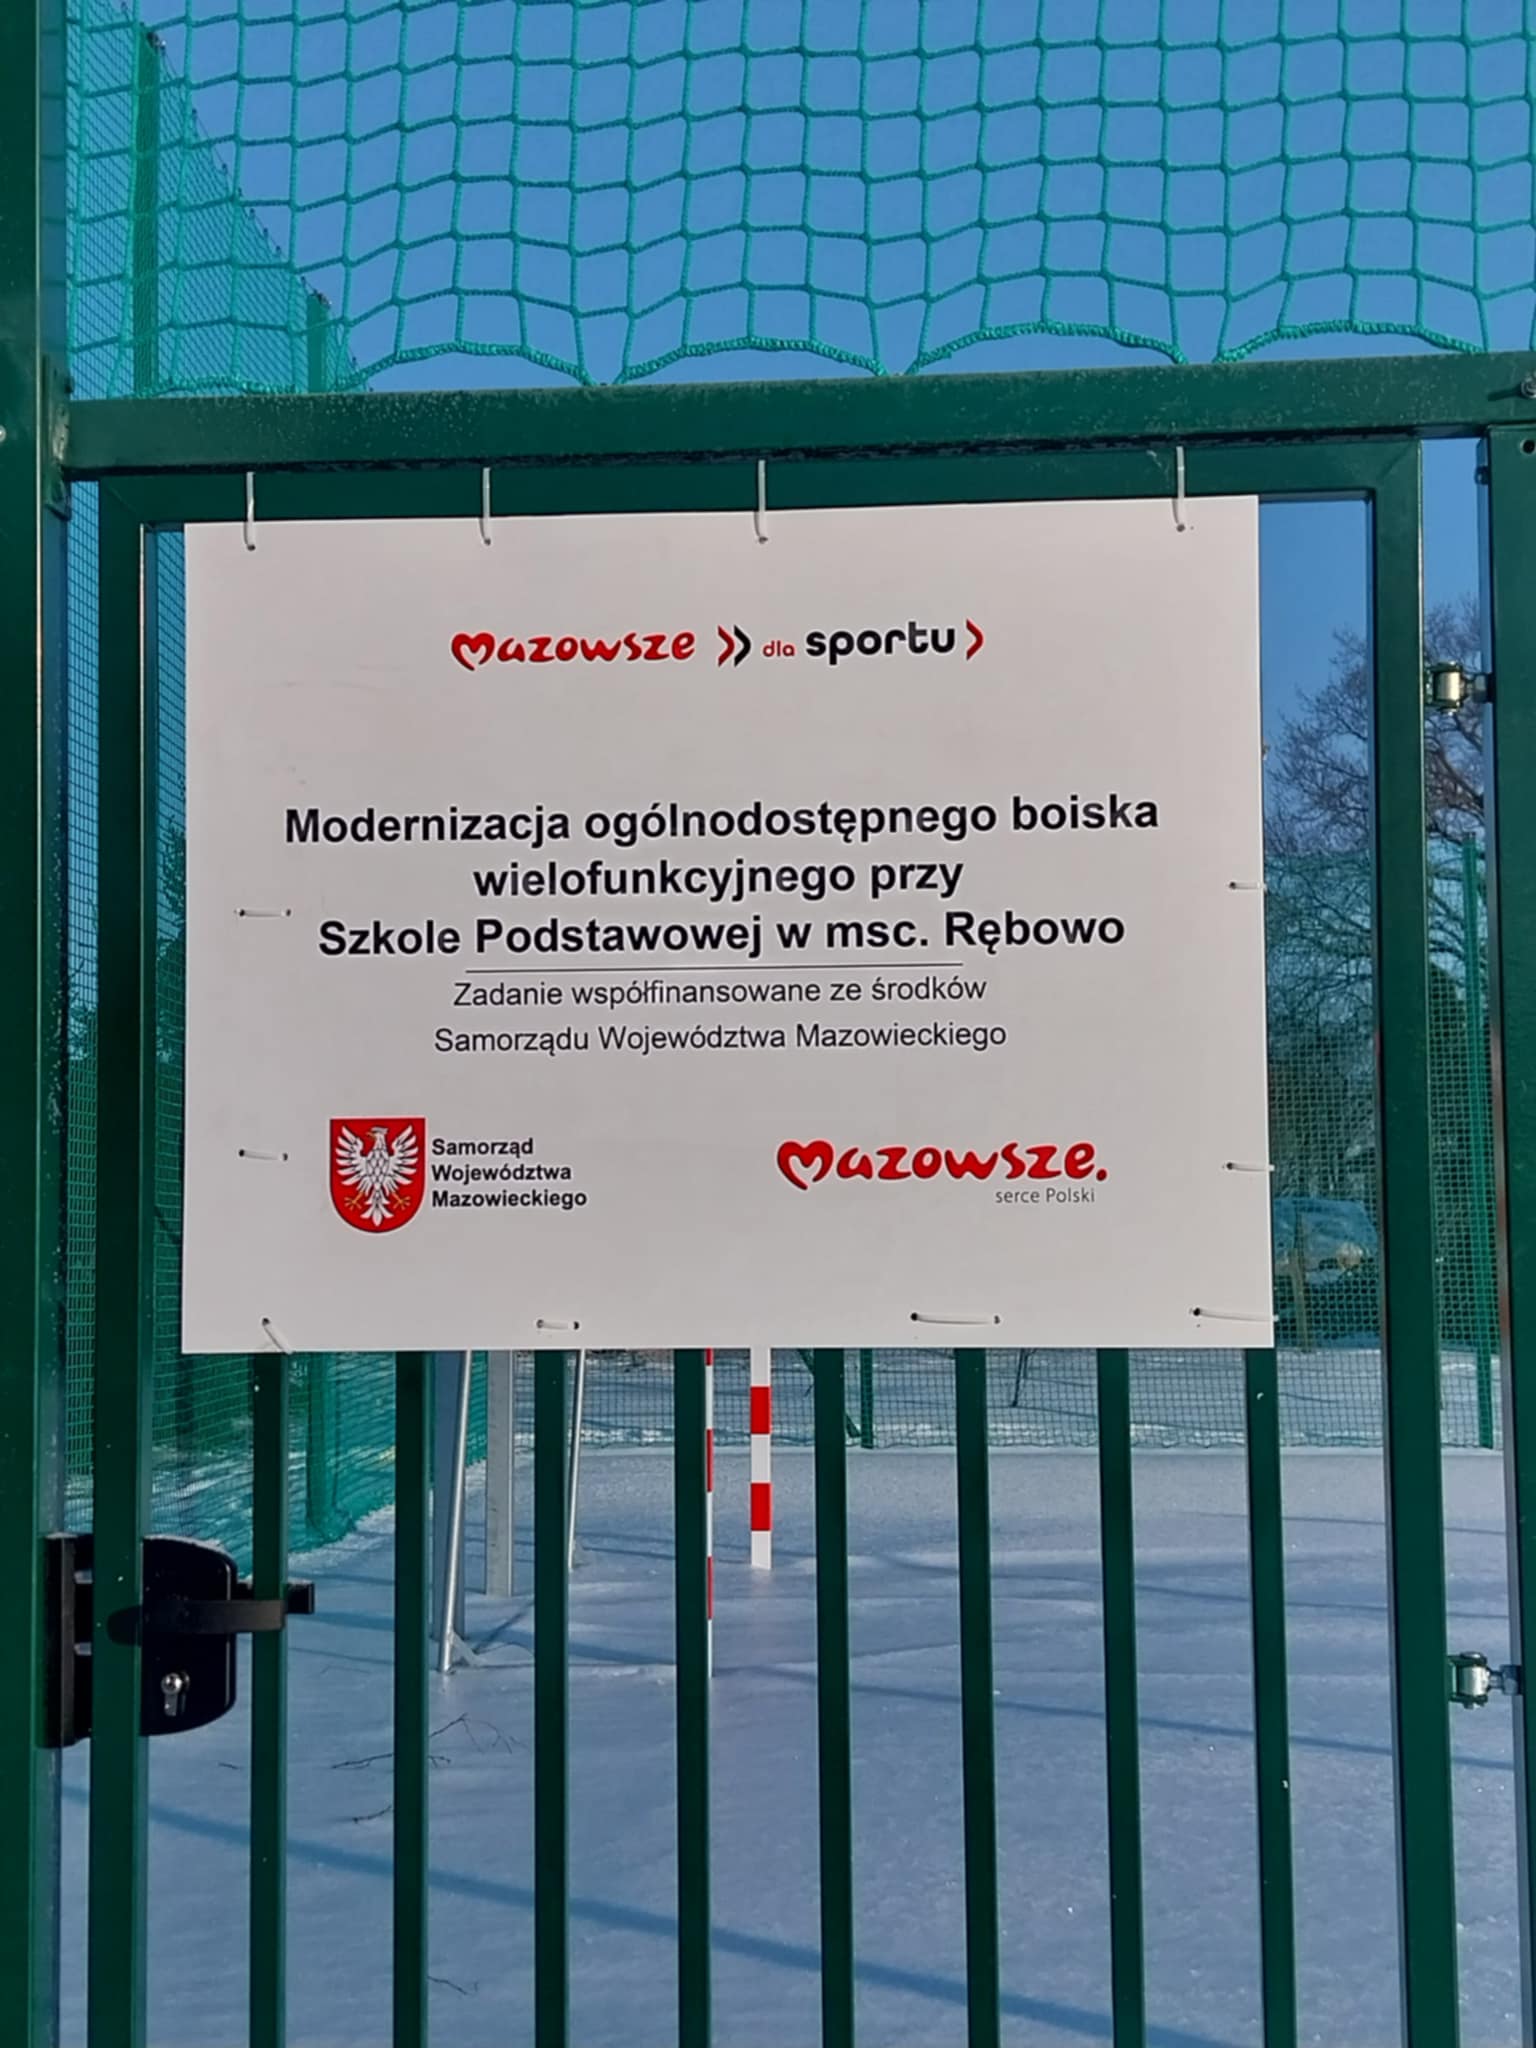 Mazowsze dla sportu
Modernizacja ogólnodostępnego boiska
wielofunkcyjnego przy
Szkole Podstawowej w msc. Rębowo
Zadanie współfinansowane ze środków
Samorządu Województwa Mazowieckiego
Samorząd
Województwa
Mazowieckiego
Mazowsze.
serce Polski